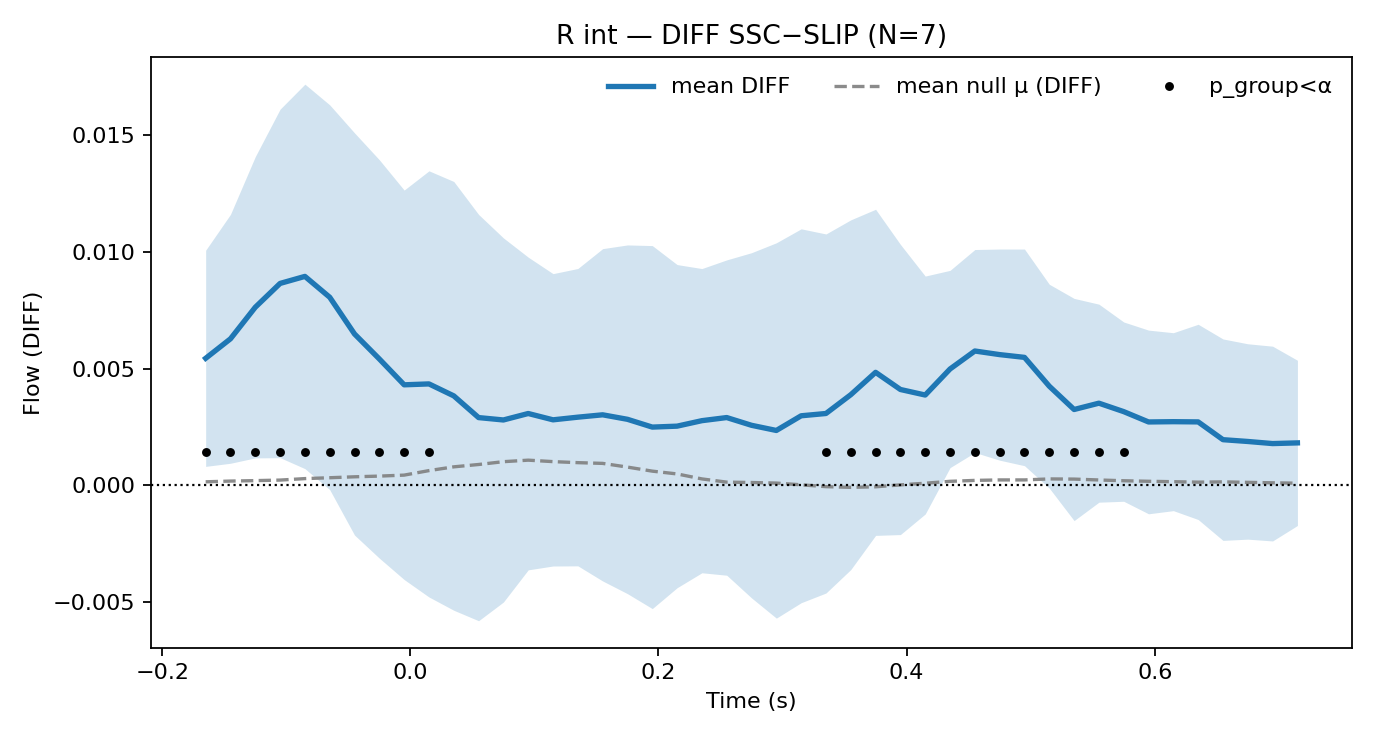 R int — DIFF SSC−SLIP (N=7)
mean DIFF
mean null μ (DIFF)
p_group<α
0.015
0.010
0.005
0.000
−0.005
Flow (DIFF)
−0.2
0.0
0.2
0.4
0.6
Time (s)